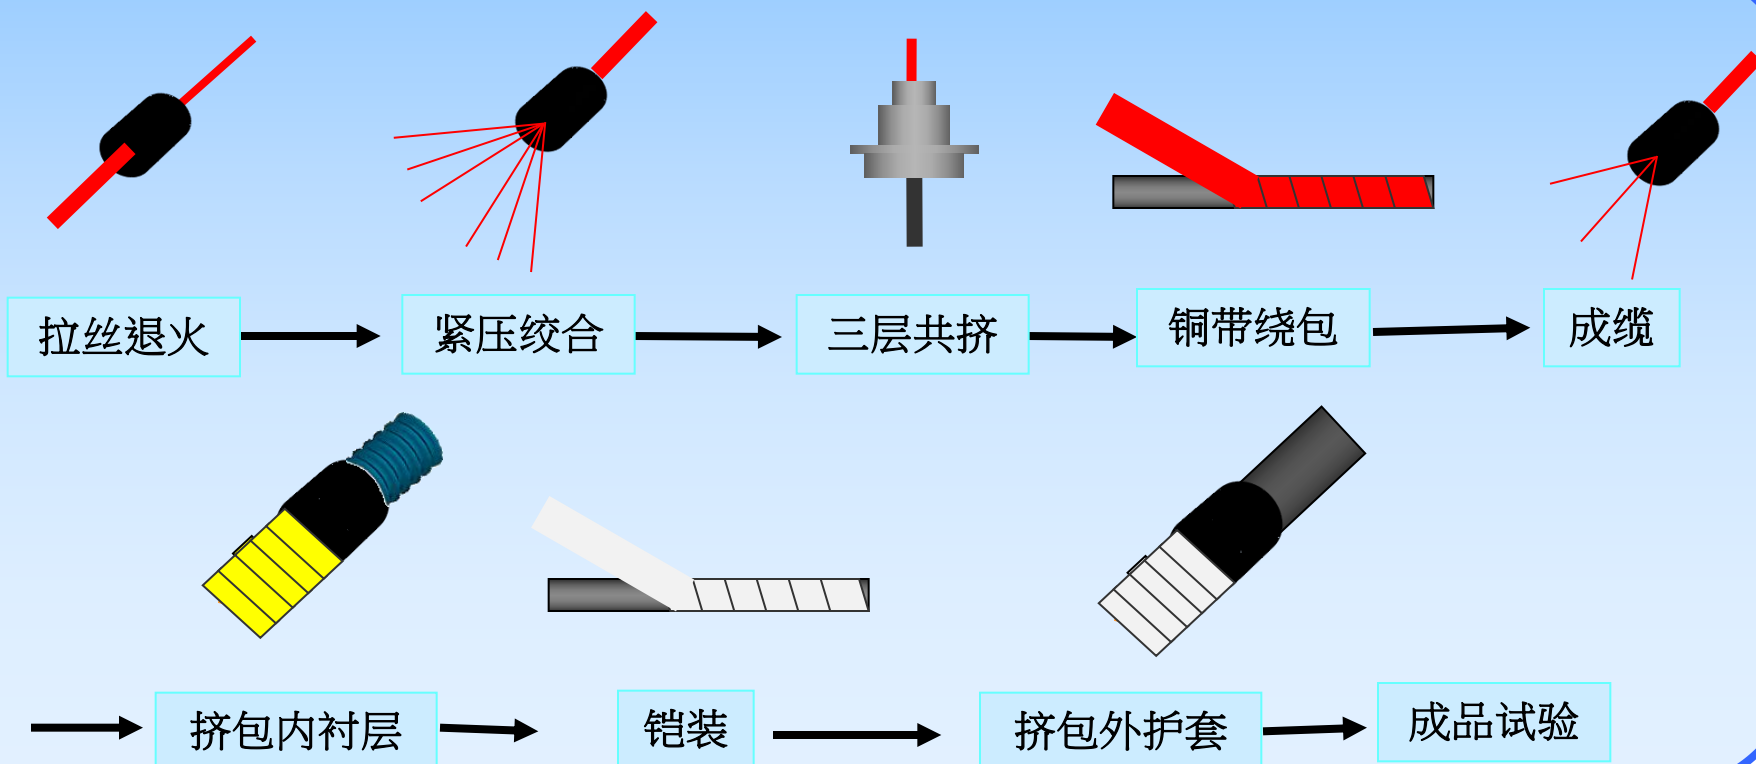 拉丝退火
紧压绞合
三层共挤
铜带绕包
成缆
挤包内衬层
铠装
挤包外护套
成品试验